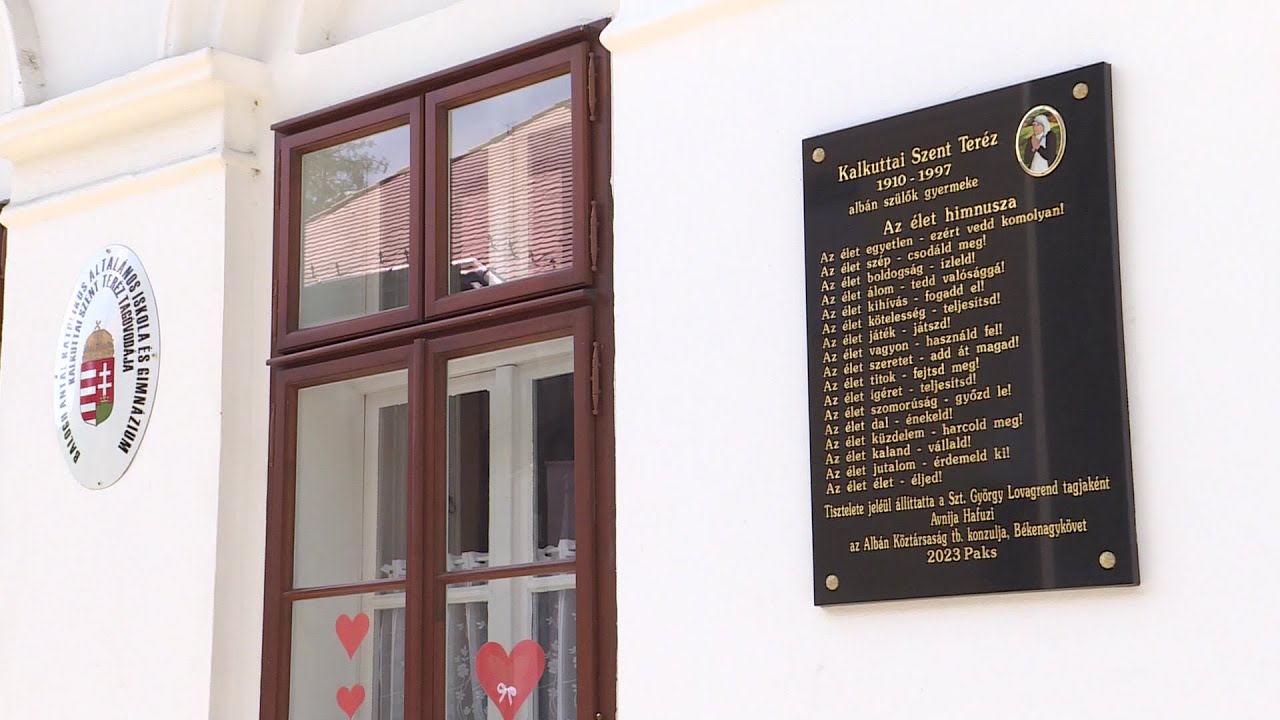 BALOGH ANTAL KATOLIKUS ÁLTALÁNOS ISKOLA ÉS GIMNÁZIUM
KALKUTTAI SZENT TERÉZ TAGÓVODÁJA
Kalkuttai Szent Teréz
1910 - 1997
albán szülők gyermeke
Az élet himnusza
Az élet egyetlen - ezért vedd komolyan!
Az élet szép - csodáld meg!
Az élet boldogság - ízleld!
Az élet álom - tedd valósággá!
Az élet kihívás - fogadd el!
Az élet kötelesség - teljesítsd!
Az élet játék - játszd!
Az élet vagyon - használd fel!
Az élet szeretet - add át magad!
Az élet titok - fejtsd meg!
Az élet ígéret - teljesítsd!
Az élet szomorúság - győzd le!
Az élet dal - énekeld!
Az élet küzdelem - harcold meg!
Az élet kaland - vállald!
Az élet jutalom - érdemeld ki!
Az élet élet - éljed!
Tisztelete jeléül állíttatta a Szt. György Lovagrend tagjaként
Avnija Hafuzi
az Albán Köztársaság tb. konzulja, Békenagykövet
2023 Paks